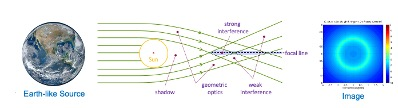 strong
interference
Sun
focal line
shadow
geometric
optics
weak
interference
Earth-like Source
Image